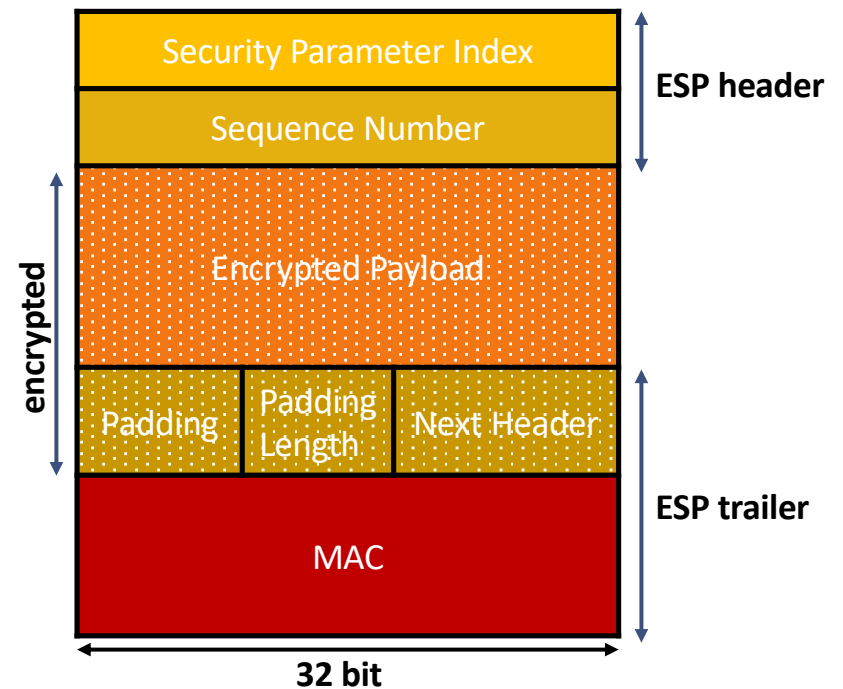 Security Parameter Index
ESP header
Sequence Number
Encrypted Payload
encrypted
Padding
Padding
Length
Next Header
ESP trailer
MAC
32 bit